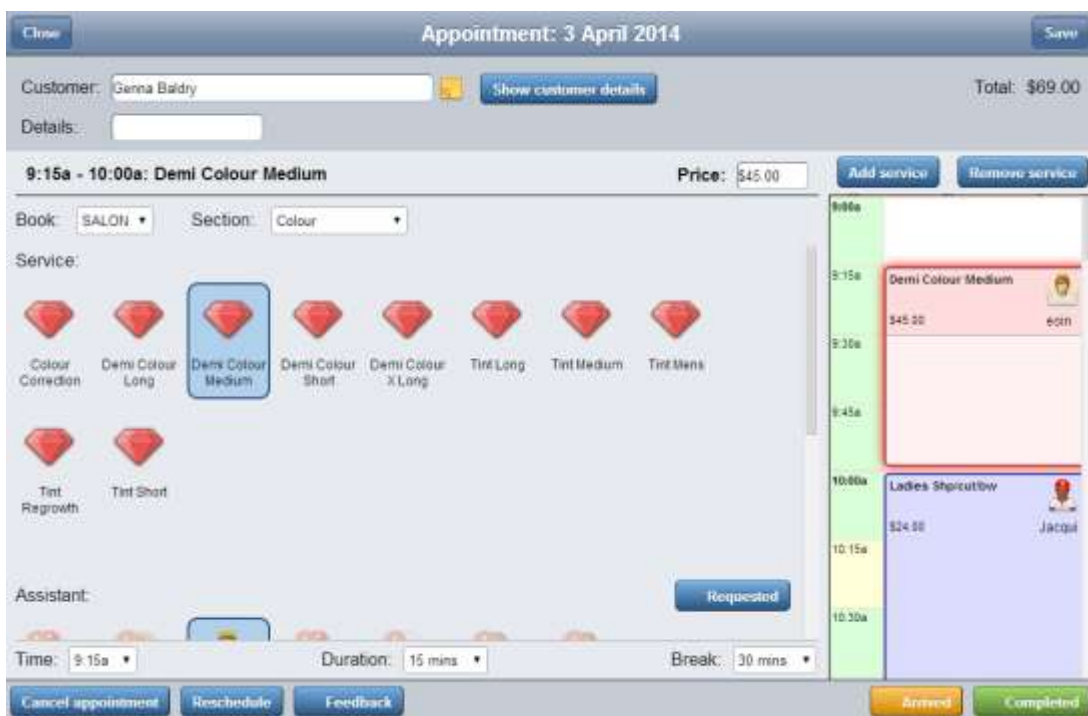 Close Appointment: 3 April 2014 Save
Customer: Genna Baldry Show customer details Total: $69.00
Details:
9:15a - 10:00a: Demi Colour Medium Price: $45.00 Add service Remove service
Book: SALON Section: Colour
Service:
Colour Correction
Demi Colour Long
Demi Colour Medium
Demi Colour Short
Demi Colour X Long
Tint Long
Tint Medium
Tint Mens
Tint Regrowth
Tint Short
Assistant: Requested
Time: 9:15a Duration: 15 mins Break: 30 mins
Cancel appointment Reschedule Feedback Arrived Completed
9:00a
9:15a
Demi Colour Medium
$45.00 eoin
9:30a
9:45a
10:00a
Ladies Shp/cut/bw
$24.00 Jacqui
10:15a
10:30a